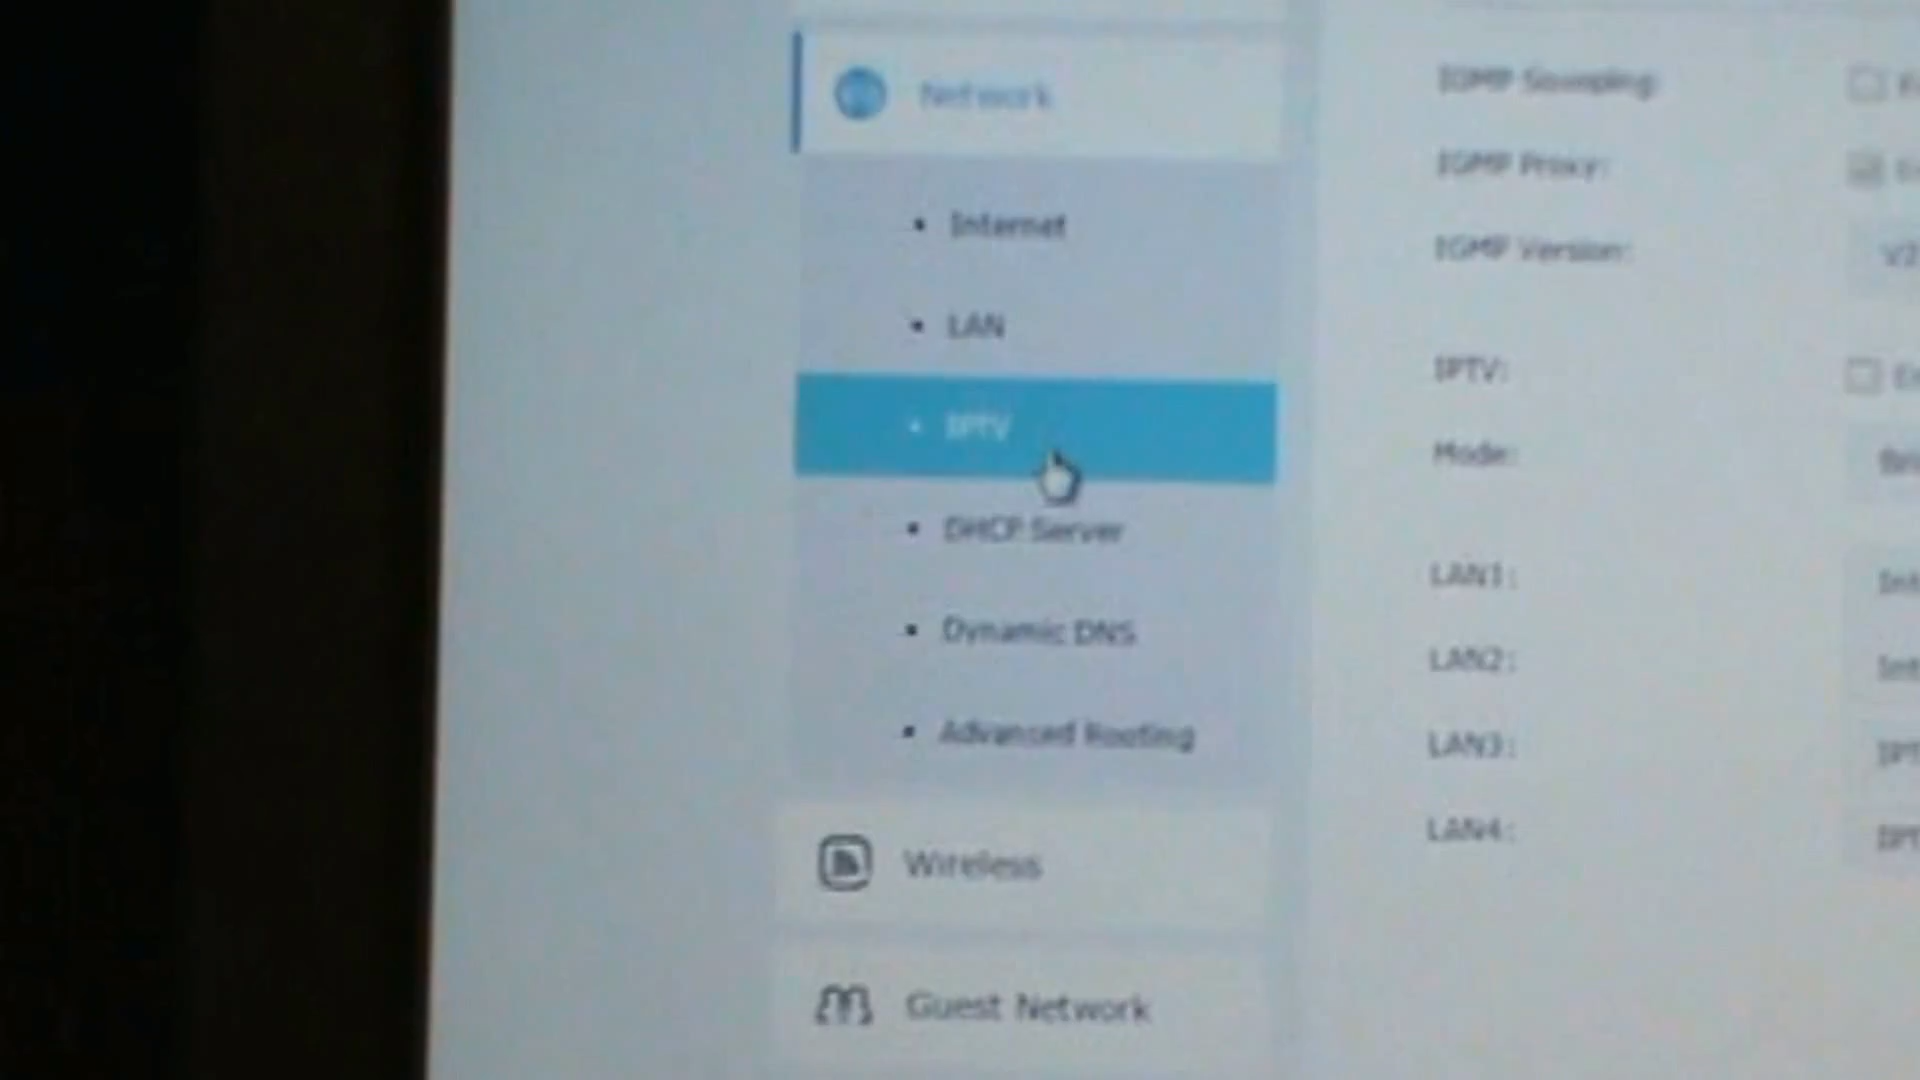 Network
• Internet
• LAN
• IPTV
• DHCP Server
• Dynamic DNS
• Advanced Routing
Wireless
Guest Network
IGMP Snooping:
IGMP Proxy:
IGMP Version:
IPTV:
Mode:
LAN1:
LAN2:
LAN3:
LAN4: